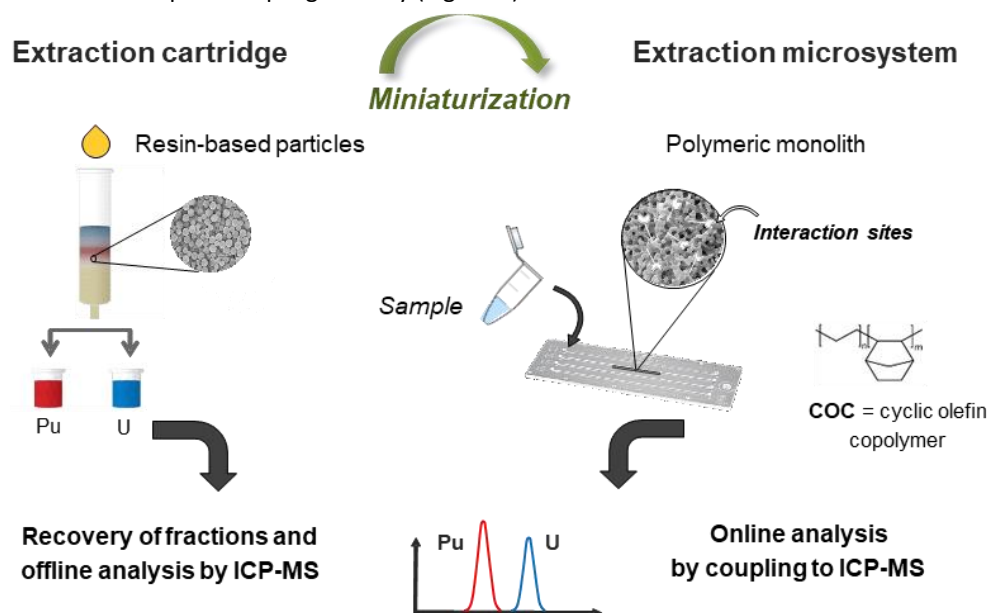 Extraction cartridge
Extraction microsystem
Miniaturization
Resin-based particles
Polymeric monolith
Interaction sites
Sample
n
m
Pu
U
COC = cyclic olefin
copolymer
Recovery of fractions and
offline analysis by ICP-MS
Pu
U
Online analysis
by coupling to ICP-MS